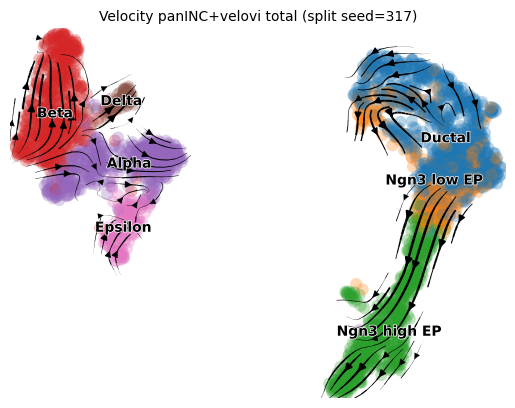 Velocity panINC+velovi total (split seed=317)
Delta
Beta
Ductal
Alpha
Ngn3 low EP
Epsilon
Ngn3 high EP